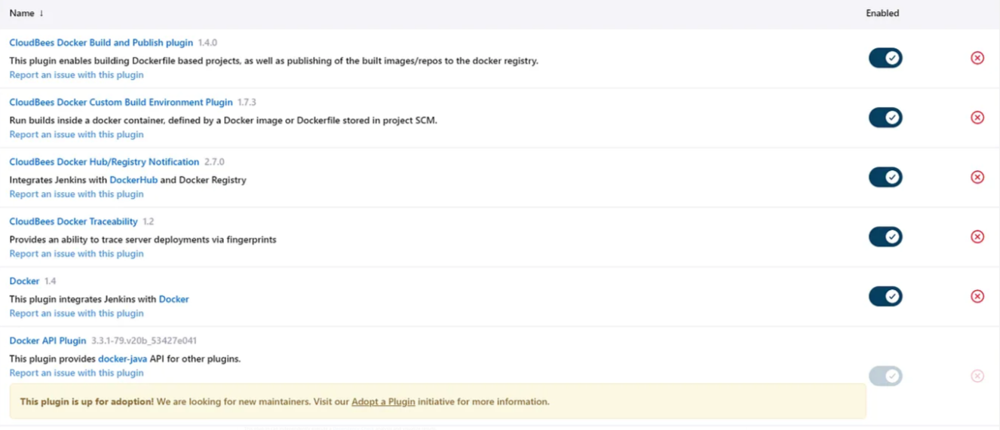 Name ↓ Enabled
CloudBees Docker Build and Publish plugin 1.4.0
This plugin enables building Dockerfile based projects, as well as publishing of the built images/repos to the docker registry.
Report an issue with this plugin
CloudBees Docker Custom Build Environment Plugin 1.7.3
Run builds inside a docker container, defined by a Docker image or Dockerfile stored in project SCM.
Report an issue with this plugin
CloudBees Docker Hub/Registry Notification 2.7.0
Integrates Jenkins with DockerHub and Docker Registry
Report an issue with this plugin
CloudBees Docker Traceability 1.2
Provides an ability to trace server deployments via fingerprints
Report an issue with this plugin
Docker 1.4
This plugin integrates Jenkins with Docker
Report an issue with this plugin
Docker API Plugin 3.3.1-79.v20b_53427e041
This plugin provides docker-java API for other plugins.
Report an issue with this plugin
This plugin is up for adoption! We are looking for new maintainers. Visit our Adopt a Plugin initiative for more information.